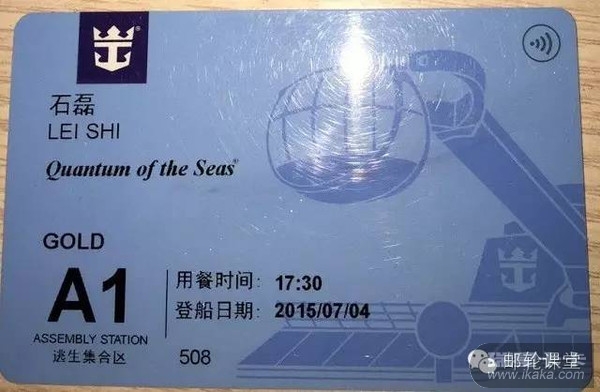 石磊
LEI SHI
Quantum of the Seas®
GOLD
A1
用餐时间: 17:30
登船日期: 2015/07/04
ASSEMBLY STATION
逃生集合区
508
邮轮课堂
www.ikaka.com